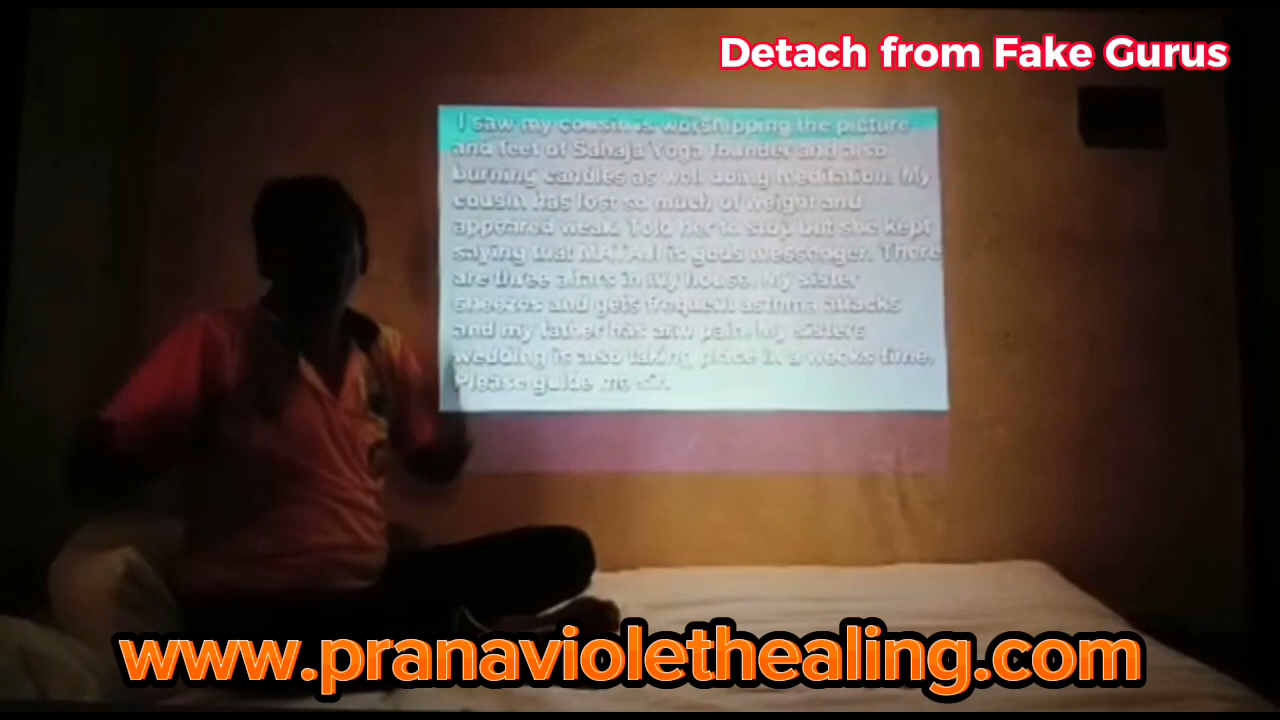 Detach from Fake Gurus
I saw my cousin is worshipping the picture
and feet of Sahaja Yoga founder and also
burning candles as well doing meditation. My
cousin has lost so much of weight and
appeared weak. Told her to stop but she kept
saying that MATAJI is gods messenger. There
are three altars in my house. My sister
sneezes and gets frequent asthma attacks
and my father has arm pain. My sisters
wedding is also taking place in a weeks time.
Please guide me sir.
www.pranaviolethealing.com